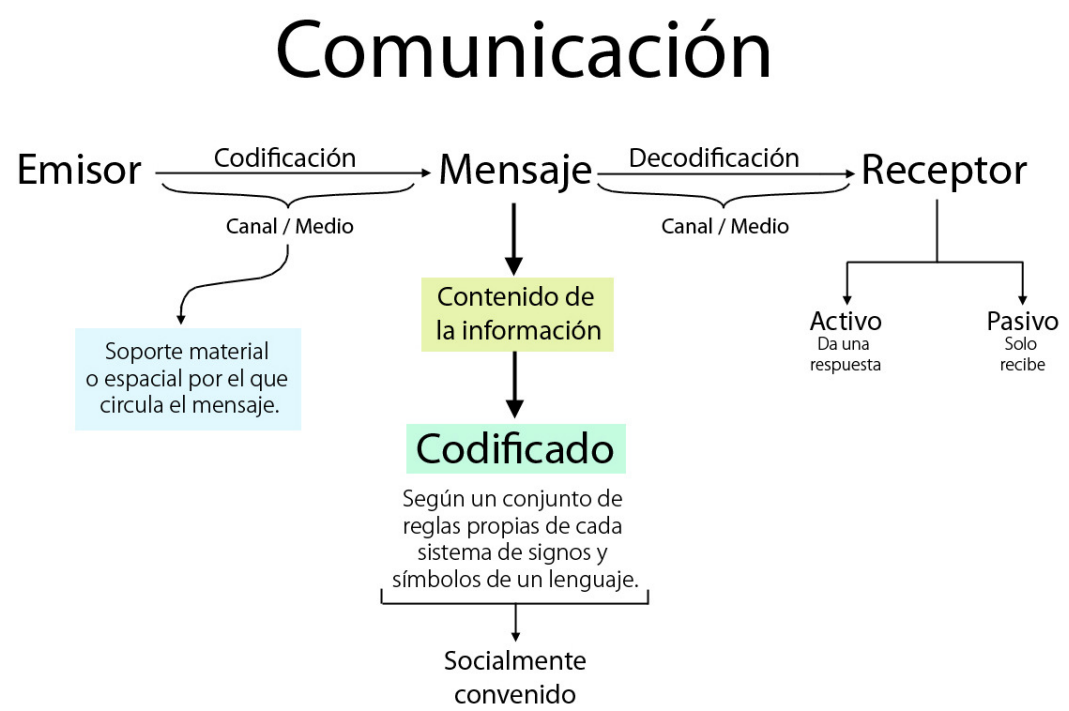 Comunicación
Emisor
Codificación
Mensaje
Decodificación
Receptor
Canal / Medio
Canal / Medio
Soporte material
o espacial por el que
circula el mensaje.
Contenido de
la información
Codificado
Según un conjunto de
reglas propias de cada
sistema de signos y
símbolos de un lenguaje.
Socialmente
convenido
Activo
Da una
respuesta
Pasivo
Solo
recibe